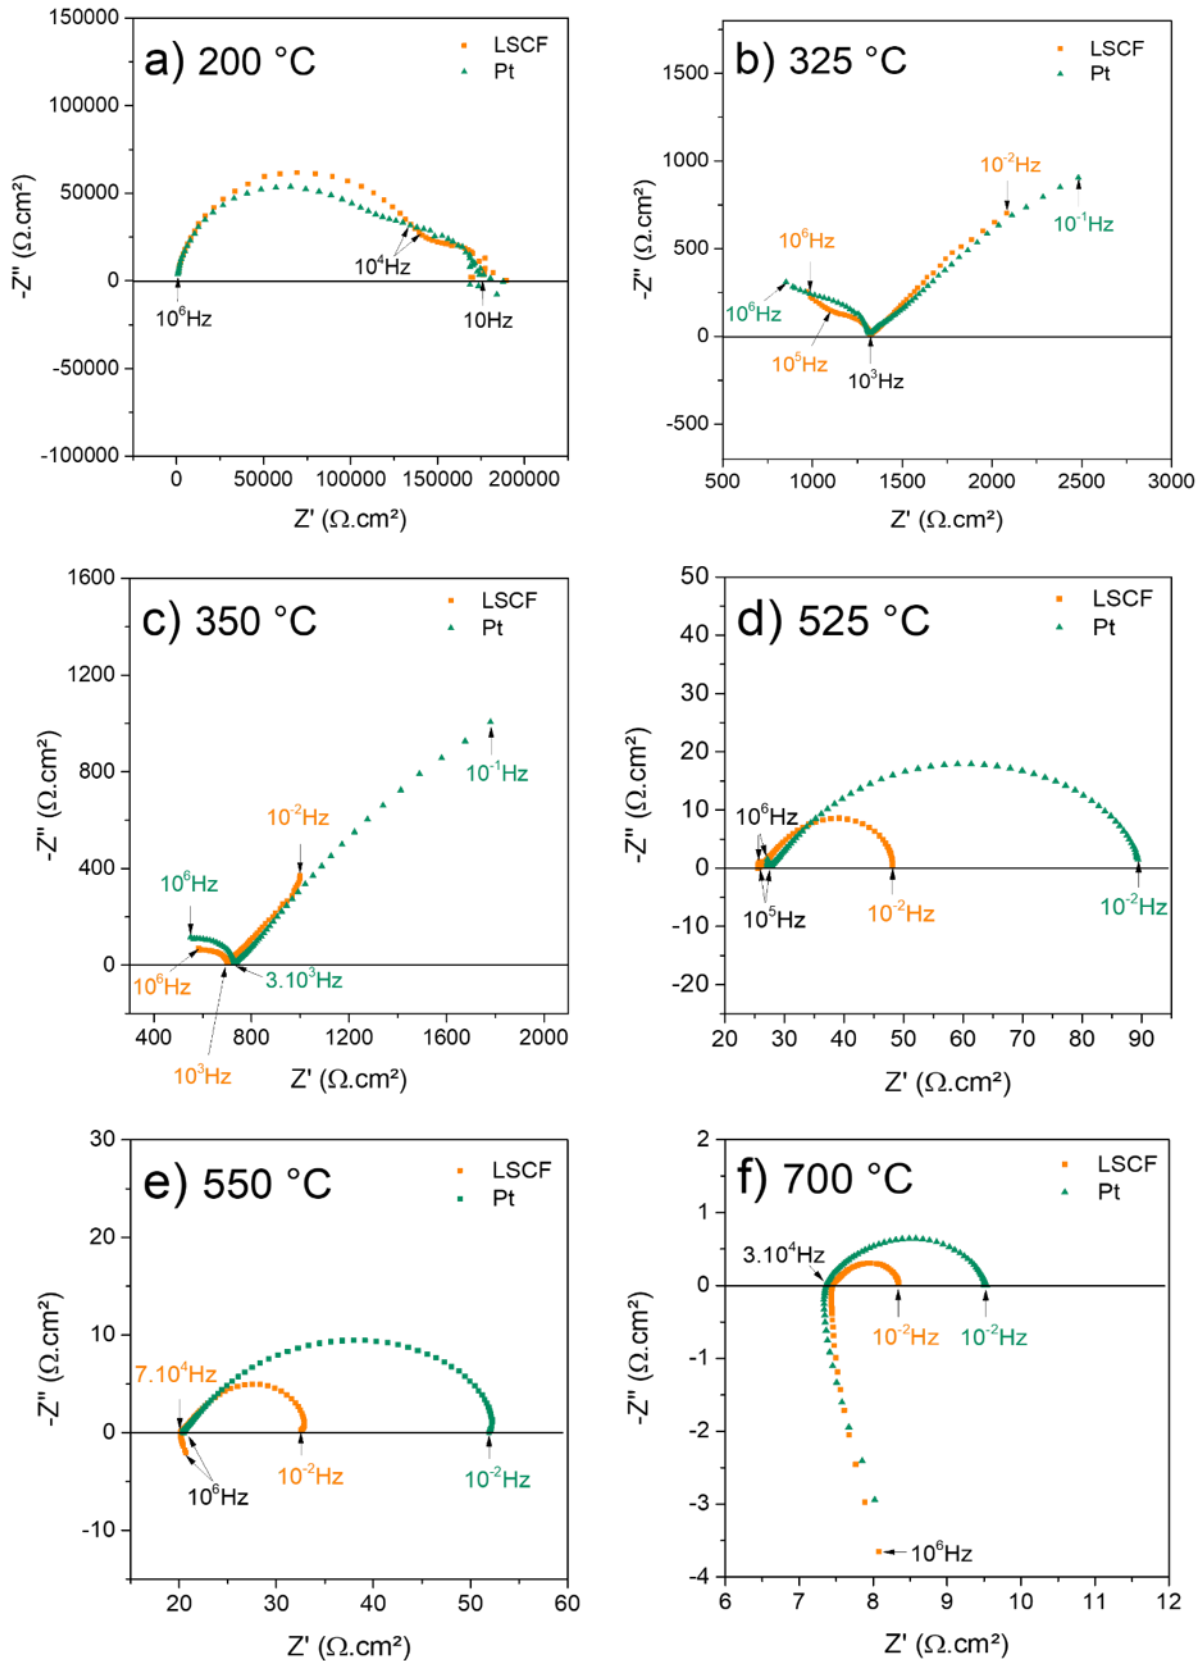 a) 200 °C
LSCF
Pt
150000
100000
50000
0
-50000
-100000
-Z" (Ω.cm²)
10⁶Hz
10⁴Hz
10Hz
0 50000 100000 150000 200000
Z' (Ω.cm²)
b) 325 °C
LSCF
Pt
1500
1000
500
0
-500
-Z" (Ω.cm²)
10⁻²Hz
10⁻¹Hz
10⁶Hz
10⁶Hz
10⁵Hz
10³Hz
500 1000 1500 2000 2500 3000
Z' (Ω.cm²)
c) 350 °C
LSCF
Pt
1600
1200
800
400
0
-Z" (Ω.cm²)
10⁻¹Hz
10⁻²Hz
10⁶Hz
10⁶Hz
3.10³Hz
10³Hz
400 800 1200 1600 2000
Z' (Ω.cm²)
d) 525 °C
LSCF
Pt
50
40
30
20
10
0
-10
-20
-Z" (Ω.cm²)
10⁶Hz
10⁵Hz
10⁻²Hz
10⁻²Hz
20 30 40 50 60 70 80 90
Z' (Ω.cm²)
e) 550 °C
LSCF
Pt
30
20
10
0
-10
-Z" (Ω.cm²)
7.10⁴Hz
10⁶Hz
10⁻²Hz
10⁻²Hz
20 30 40 50 60
Z' (Ω.cm²)
f) 700 °C
LSCF
Pt
2
1
0
-1
-2
-3
-4
-Z" (Ω.cm²)
3.10⁴Hz
10⁻²Hz
10⁻²Hz
10⁶Hz
6 7 8 9 10 11 12
Z' (Ω.cm²)